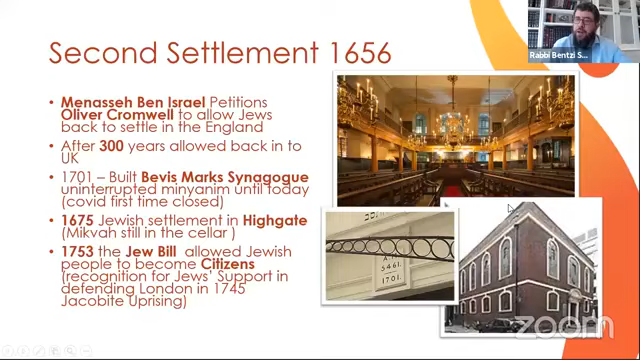 Second Settlement 1656
• Menasseh Ben Israel Petitions
Oliver Cromwell to allow Jews
back to settle in the England
• After 300 years allowed back in to
UK
• 1701 – Built Bevis Marks Synagogue
uninterrupted minyanim until today
(covid first time closed)
• 1675 Jewish settlement in Highgate
(Mikvah still in the cellar )
• 1753 the Jew Bill allowed Jewish
people to become Citizens
(recognition for Jews' Support in
defending London in 1745
Jacobite Uprising)
5461.
1701.
Rabbi Bentzi S...
zoom